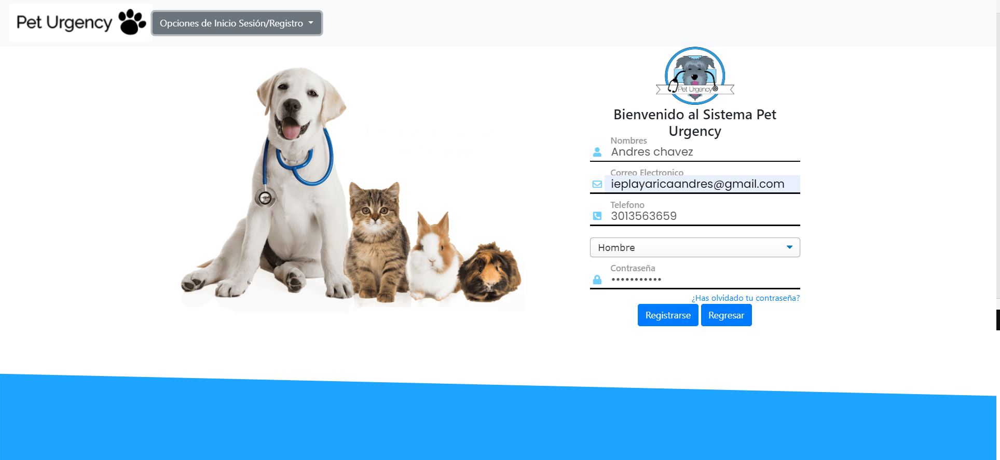 Pet Urgency
Opciones de Inicio Sesión/Registro
Pet Urgency
Bienvenido al Sistema Pet
Urgency
Nombres
Andres chavez
Correo Electronico
ieplayaricaandres@gmail.com
Telefono
3013563659
Hombre
Contraseña
•••••••••••
¿Has olvidado tu contraseña?
Registrarse
Regresar